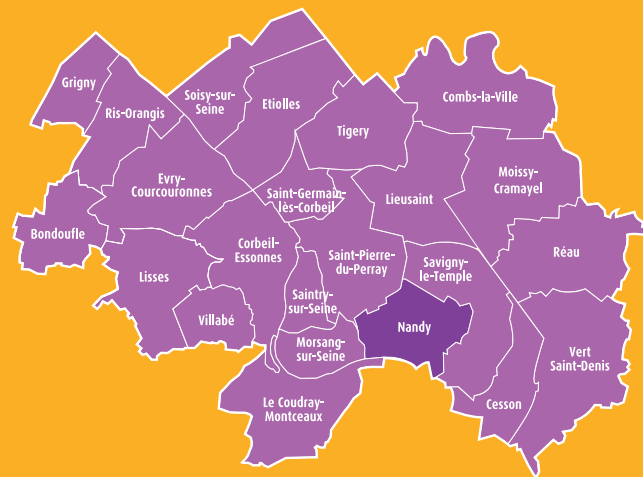 Grigny
Ris-Orangis
Soisy-sur-
Seine
Etiolles
Tigery
Combs-la-Ville
Evry-
Courcouronnes
Saint-Germain-
lès-Corbeil
Lieusaint
Moissy-
Cramayel
Bondoufle
Lisses
Corbeil-
Essonnes
Saint-Pierre-
du-Perray
Savigny-
le-Temple
Réau
Villabé
Saintry-
sur-Seine
Morsang-
sur-Seine
Nandy
Vert
Saint-Denis
Le Coudray-
Montceaux
Cesson